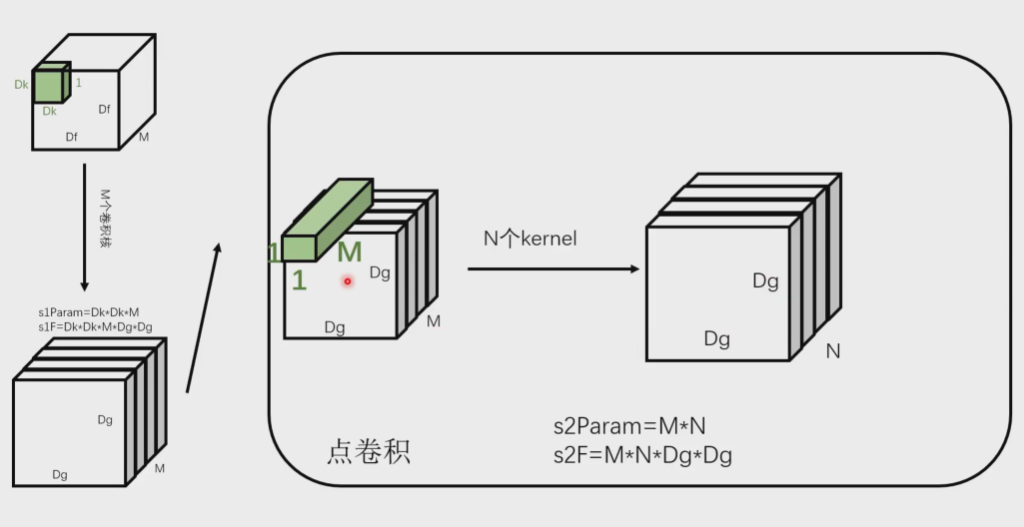 Dk
1
Dk
Df
Df
M
M个卷积核
s1Param=Dk*Dk*M
s1F=Dk*Dk*M*Dg*Dg
Dg
Dg
M
1
1
M
Dg
Dg
M
N个kernel
Dg
Dg
N
点卷积
s2Param=M*N
s2F=M*N*Dg*Dg